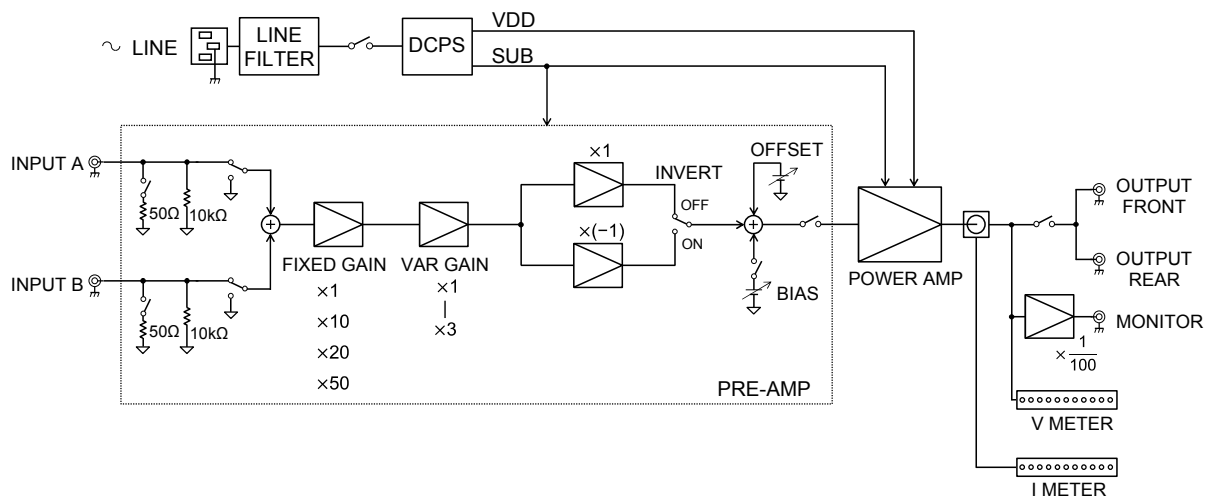 VDD
LINE
LINE
FILTER
DCPS
SUB
INPUT A
50Ω
10kΩ
INPUT B
50Ω
10kΩ
FIXED GAIN
×1
×10
×20
×50
VAR GAIN
×1
|
×3
×1
×(−1)
INVERT
OFF
ON
OFFSET
BIAS
PRE-AMP
POWER AMP
OUTPUT
FRONT
OUTPUT
REAR
MONITOR
× 1
100
V METER
I METER